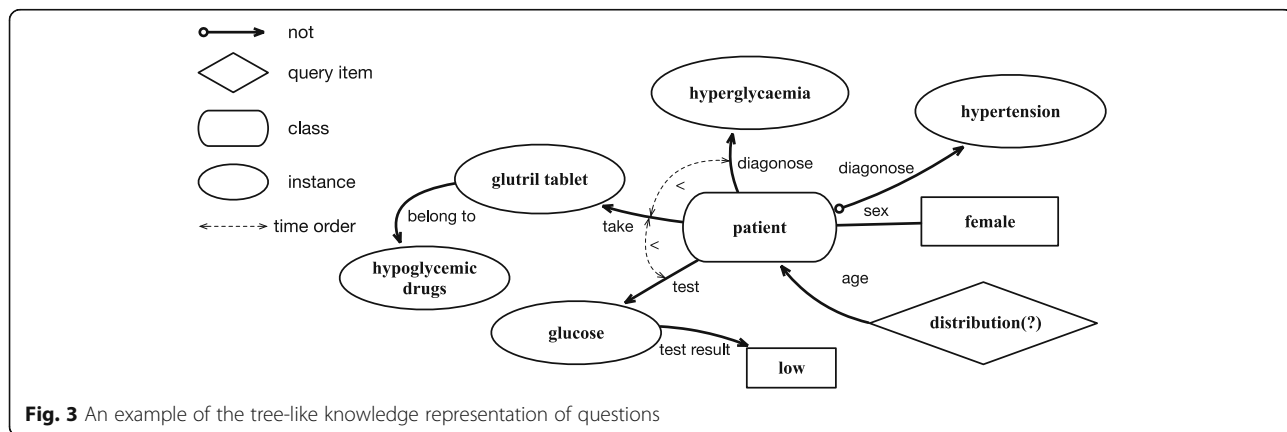 not
query item
class
instance
time order
hyperglycaemia
hypertension
diagonose
diagonose
glutril tablet
<
take
belong to
sex
patient
female
<
hypoglycemic
drugs
test
age
glucose
distribution(?)
test result
low
Fig. 3 An example of the tree-like knowledge representation of questions